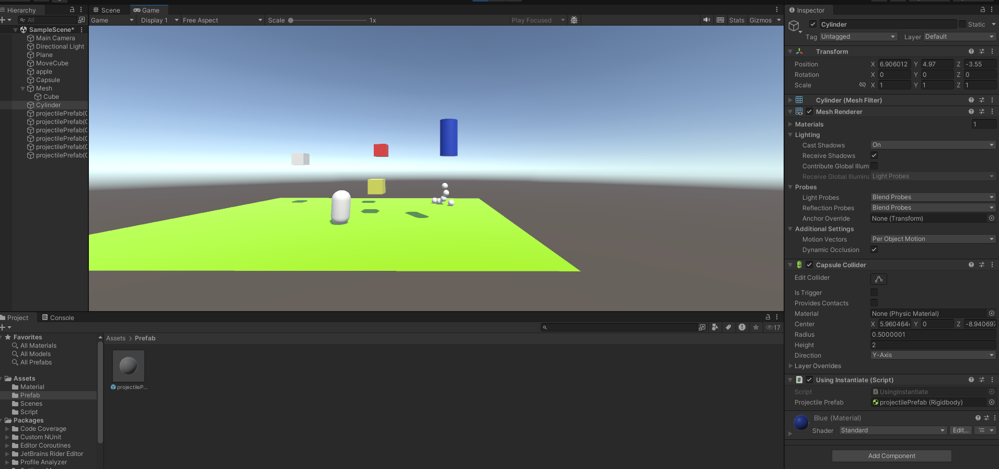 Hierarchy
All
SampleScene*
Main Camera
Directional Light
Plane
MoveCube
apple
Capsule
Mesh
Cube
Cylinder
projectilePrefab(C
projectilePrefab(C
projectilePrefab(C
projectilePrefab(C
projectilePrefab(C
projectilePrefab(C
Scene
Game
Game
Display 1
Free Aspect
Scale
1x
Play Focused
Stats
Gizmos
Project
Console
17
Favorites
All Materials
All Models
All Prefabs
Assets
Material
Prefab
Scenes
Script
Packages
Code Coverage
Custom NUnit
Editor Coroutines
JetBrains Rider Editor
Profile Analyzer
Assets > Prefab
projectileP...
Inspector
Cylinder
Static
Tag Untagged Layer Default
Transform
Position X 6.906012 Y 4.97 Z -3.55
Rotation X 0 Y 0 Z 0
Scale X 1 Y 1 Z 1
Cylinder (Mesh Filter)
Mesh Renderer
Materials 1
Lighting
Cast Shadows On
Receive Shadows
Contribute Global Illum
Receive Global Illumina Light Probes
Probes
Light Probes Blend Probes
Reflection Probes Blend Probes
Anchor Override None (Transform)
Additional Settings
Motion Vectors Per Object Motion
Dynamic Occlusion
Capsule Collider
Edit Collider
Is Trigger
Provides Contacts
Material None (Physic Material)
Center X 5.960464 Y 0 Z -8.940697
Radius 0.5000001
Height 2
Direction Y-Axis
Layer Overrides
# Using Instantiate (Script)
Script UsingInstantiate
Projectile Prefab projectilePrefab (Rigidbody)
Blue (Material)
Shader Standard Edit...
Add Component